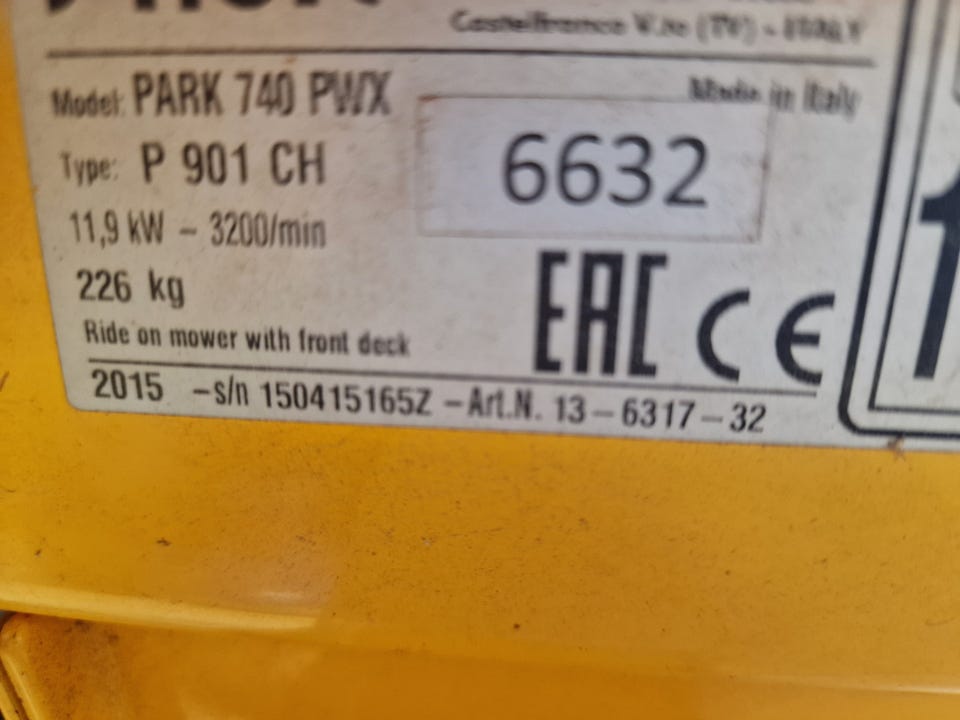 Castelfranco V.to (TV) - ITALY
Model: PARK 740 PWX
Made in Italy
Type: P 901 CH
6632
11,9 kW - 3200/min
226 kg
EAC CE
Ride on mower with front deck
2015 -s/n 150415165Z -Art.N. 13-6317-32